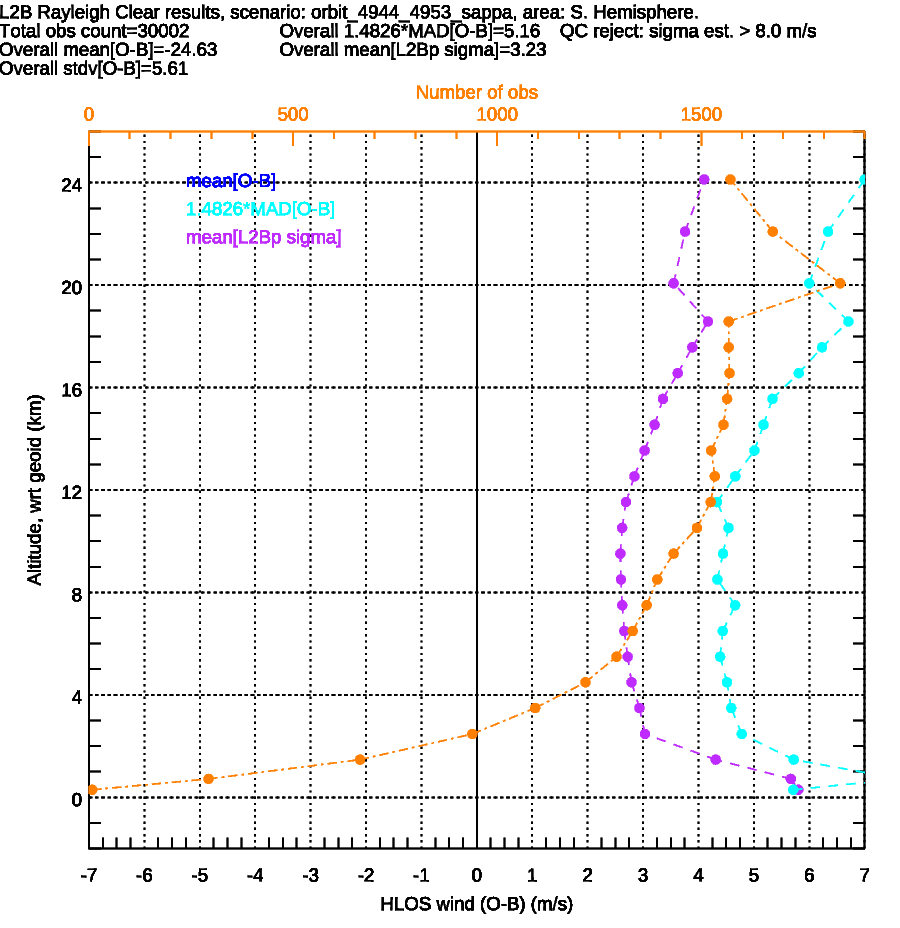 L2B Rayleigh Clear results, scenario: orbit_4944_4953_sappa, area: S. Hemisphere.
Total obs count=30002 Overall 1.4826*MAD[O-B]=5.16 QC reject: sigma est. > 8.0 m/s
Overall mean[O-B]=-24.63 Overall mean[L2Bp sigma]=3.23
Overall stdv[O-B]=5.61
Number of obs
0 500 1000 1500
mean[O-B]
1.4826*MAD[O-B]
mean[L2Bp sigma]
24
20
16
12
8
4
0
Altitude, wrt geoid (km)
-7 -6 -5 -4 -3 -2 -1 0 1 2 3 4 5 6 7
HLOS wind (O-B) (m/s)